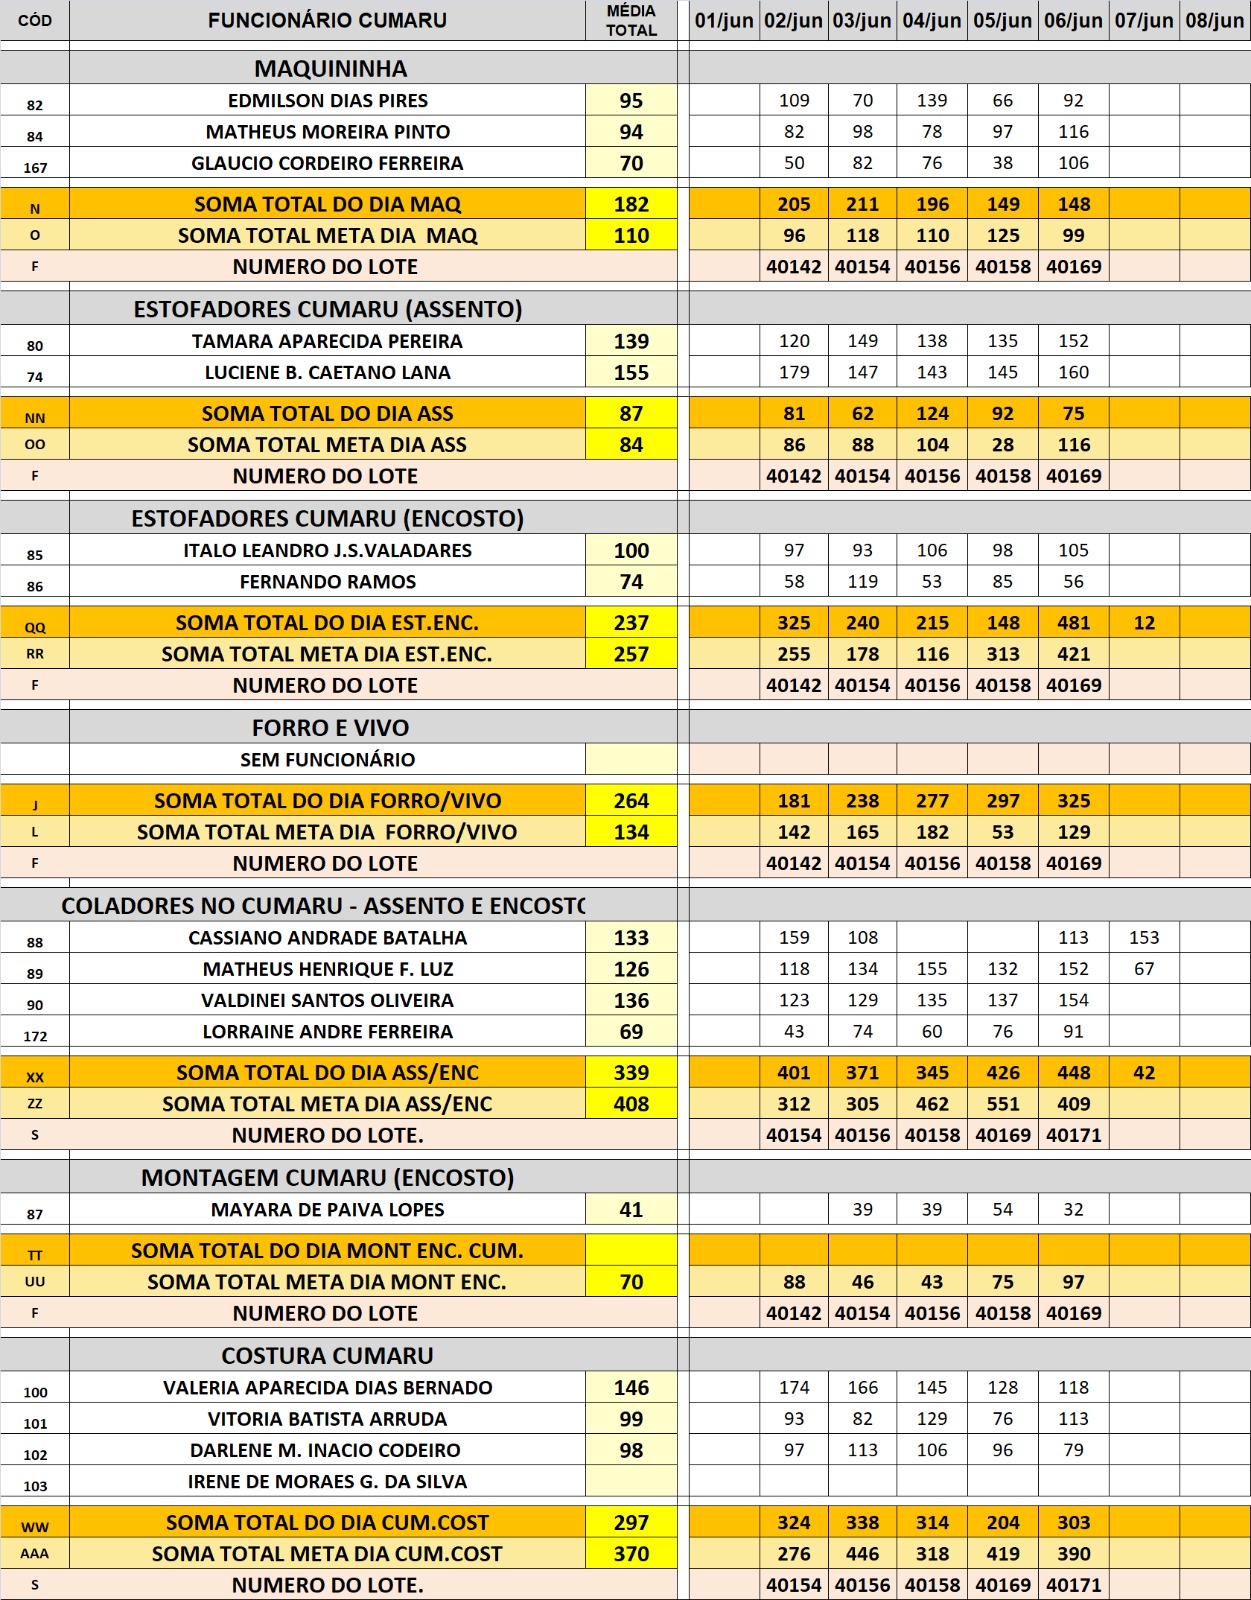 CÓD FUNCIONÁRIO CUMARU MÉDIA TOTAL 01/jun 02/jun 03/jun 04/jun 05/jun 06/jun 07/jun 08/jun
MAQUININHA
82 EDMILSON DIAS PIRES 95 109 70 139 66 92
84 MATHEUS MOREIRA PINTO 94 82 98 78 97 116
167 GLAUCIO CORDEIRO FERREIRA 70 50 82 76 38 106
N SOMA TOTAL DO DIA MAQ 182 205 211 196 149 148
O SOMA TOTAL META DIA MAQ 110 96 118 110 125 99
F NUMERO DO LOTE 40142 40154 40156 40158 40169
ESTOFADORES CUMARU (ASSENTO)
80 TAMARA APARECIDA PEREIRA 139 120 149 138 135 152
74 LUCIENE B. CAETANO LANA 155 179 147 143 145 160
NN SOMA TOTAL DO DIA ASS 87 81 62 124 92 75
OO SOMA TOTAL META DIA ASS 84 86 88 104 28 116
F NUMERO DO LOTE 40142 40154 40156 40158 40169
ESTOFADORES CUMARU (ENCOSTO)
85 ITALO LEANDRO J.S.VALADARES 100 97 93 106 98 105
86 FERNANDO RAMOS 74 58 119 53 85 56
QQ SOMA TOTAL DO DIA EST.ENC. 237 325 240 215 148 481 12
RR SOMA TOTAL META DIA EST.ENC. 257 255 178 116 313 421
F NUMERO DO LOTE 40142 40154 40156 40158 40169
FORRO E VIVO
SEM FUNCIONÁRIO
J SOMA TOTAL DO DIA FORRO/VIVO 264 181 238 277 297 325
L SOMA TOTAL META DIA FORRO/VIVO 134 142 165 182 53 129
F NUMERO DO LOTE 40142 40154 40156 40158 40169
COLADORES NO CUMARU - ASSENTO E ENCOSTO
88 CASSIANO ANDRADE BATALHA 133 159 108 113 153
89 MATHEUS HENRIQUE F. LUZ 126 118 134 155 132 152 67
90 VALDINEI SANTOS OLIVEIRA 136 123 129 135 137 154
172 LORRAINE ANDRE FERREIRA 69 43 74 60 76 91
XX SOMA TOTAL DO DIA ASS/ENC 339 401 371 345 426 448 42
ZZ SOMA TOTAL META DIA ASS/ENC 408 312 305 462 551 409
S NUMERO DO LOTE. 40154 40156 40158 40169 40171
MONTAGEM CUMARU (ENCOSTO)
87 MAYARA DE PAIVA LOPES 41 39 39 54 32
TT SOMA TOTAL DO DIA MONT ENC. CUM.
UU SOMA TOTAL META DIA MONT ENC. 70 88 46 43 75 97
F NUMERO DO LOTE 40142 40154 40156 40158 40169
COSTURA CUMARU
100 VALERIA APARECIDA DIAS BERNADO 146 174 166 145 128 118
101 VITORIA BATISTA ARRUDA 99 93 82 129 76 113
102 DARLENE M. INACIO CODEIRO 98 97 113 106 96 79
103 IRENE DE MORAES G. DA SILVA
WW SOMA TOTAL DO DIA CUM.COST 297 324 338 314 204 303
AAA SOMA TOTAL META DIA CUM.COST 370 276 446 318 419 390
S NUMERO DO LOTE. 40154 40156 40158 40169 40171